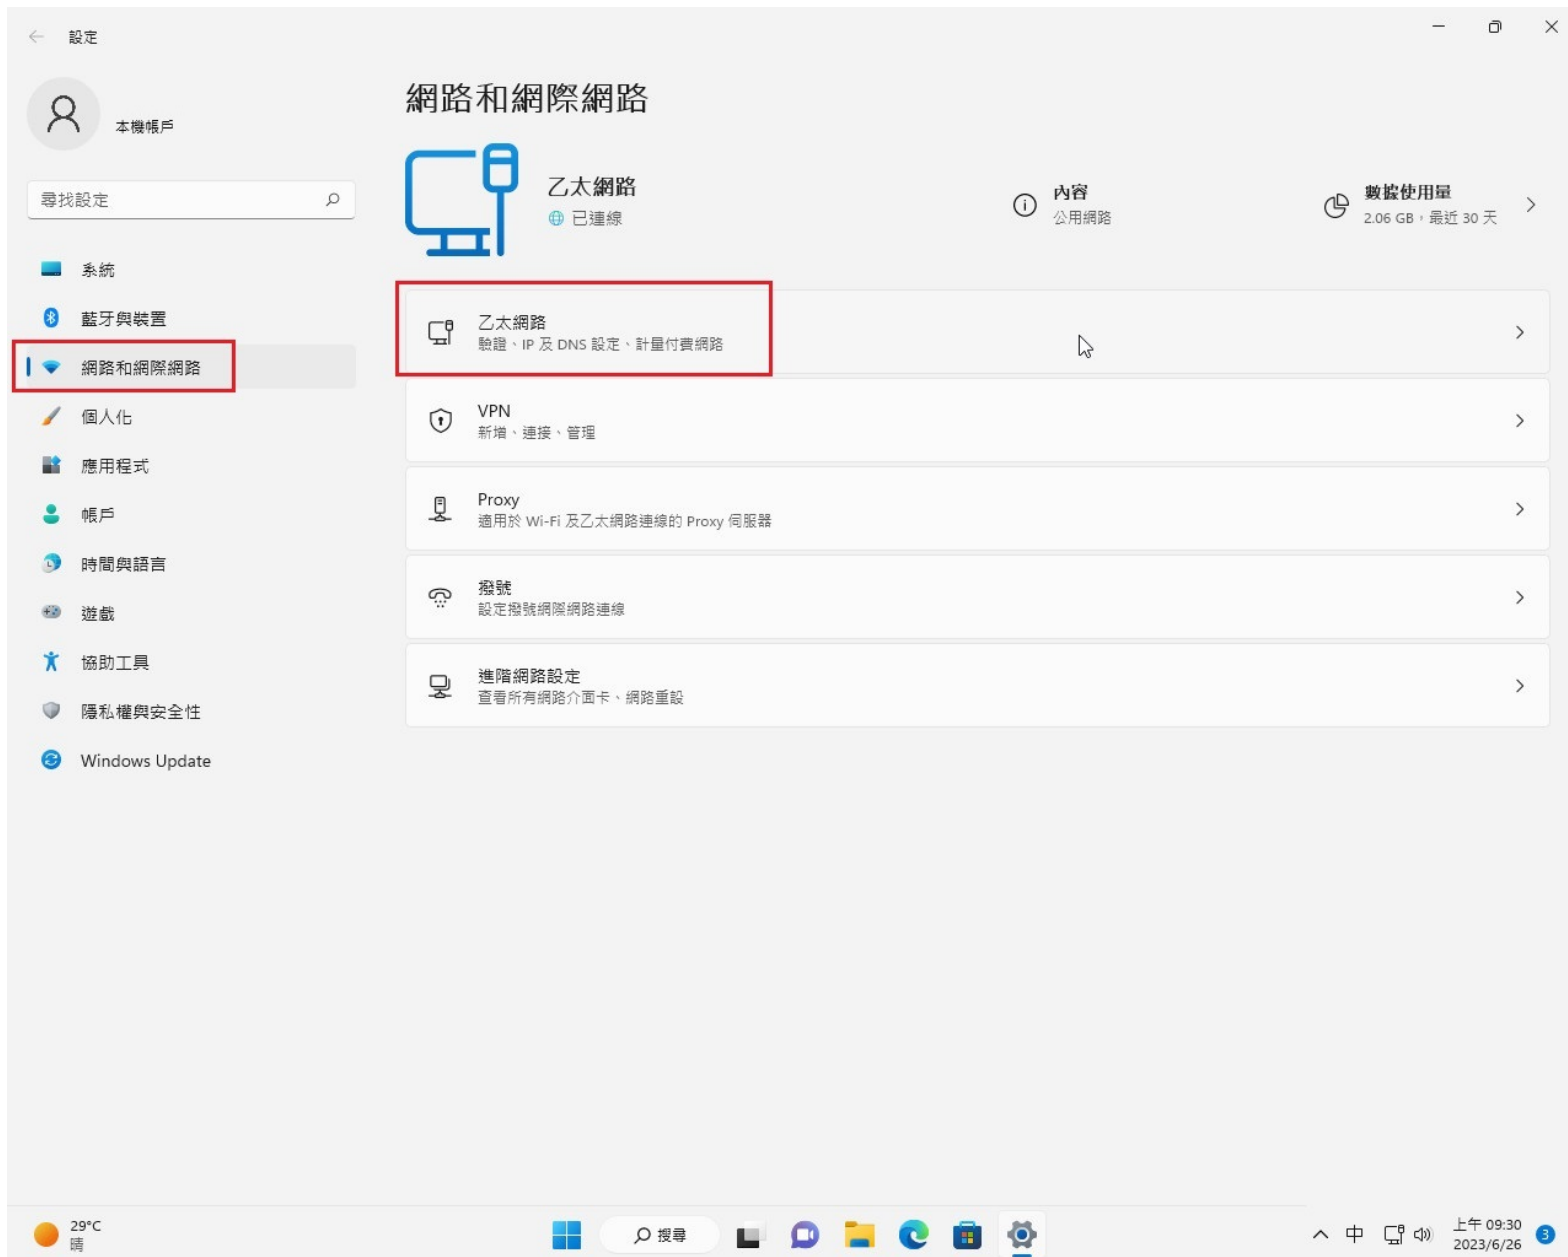 設定
本機帳戶
尋找設定
系統
藍牙與裝置
網路和網際網路
個人化
應用程式
帳戶
時間與語言
遊戲
協助工具
隱私權與安全性
Windows Update
網路和網際網路
乙太網路
已連線
內容
公用網路
數據使用量
2.06 GB，最近 30 天
乙太網路
驗證、IP 及 DNS 設定、計量付費網路
VPN
新增、連接、管理
Proxy
適用於 Wi-Fi 及乙太網路連線的 Proxy 伺服器
撥號
設定撥號網際網路連線
進階網路設定
查看所有網路介面卡、網路重設
29°C
晴
搜尋
中
上午 09:30
2023/6/26
3